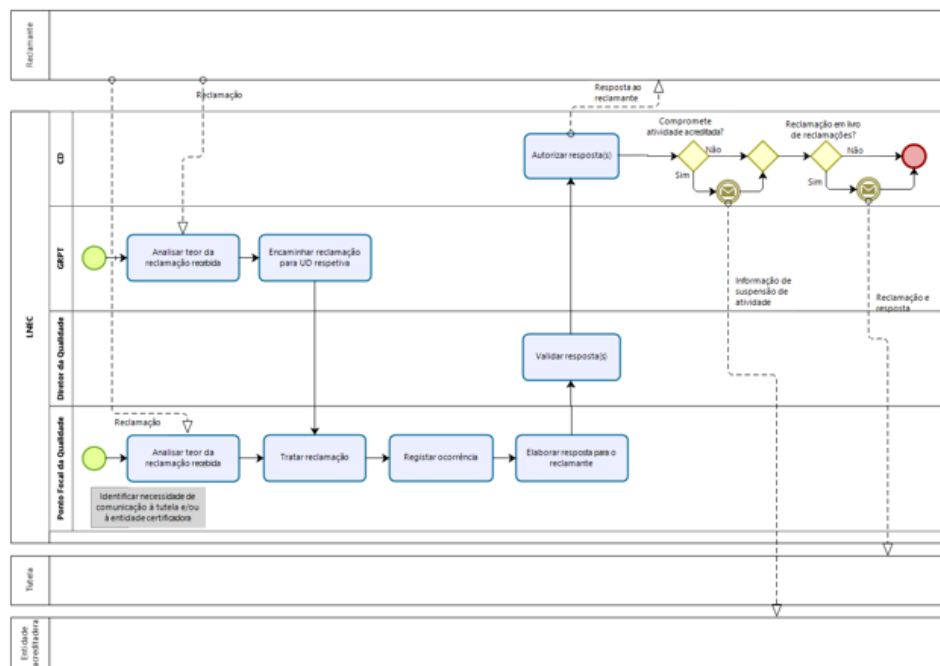 Reclamante
Reclamação
Resposta ao
reclamante
LNEC
CD
Autorizar resposta(s)
Compromete
atividade acreditada?
Não
Sim
Reclamação em livro
de reclamações?
Não
Sim
GRPT
Analisar teor da
reclamação recebida
Encaminhar reclamação
para UD respetiva
Informação de
suspensão de
atividade
Reclamação e
resposta
Diretor da Qualidade
Validar resposta(s)
Ponto Focal da Qualidade
Reclamação
Analisar teor da
reclamação recebida
Tratar reclamação
Registar ocorrência
Elaborar resposta para o
reclamante
Identificar necessidade de
comunicação à tutela e/ou
à entidade certificadora
Tutela
Entidade
acreditadora